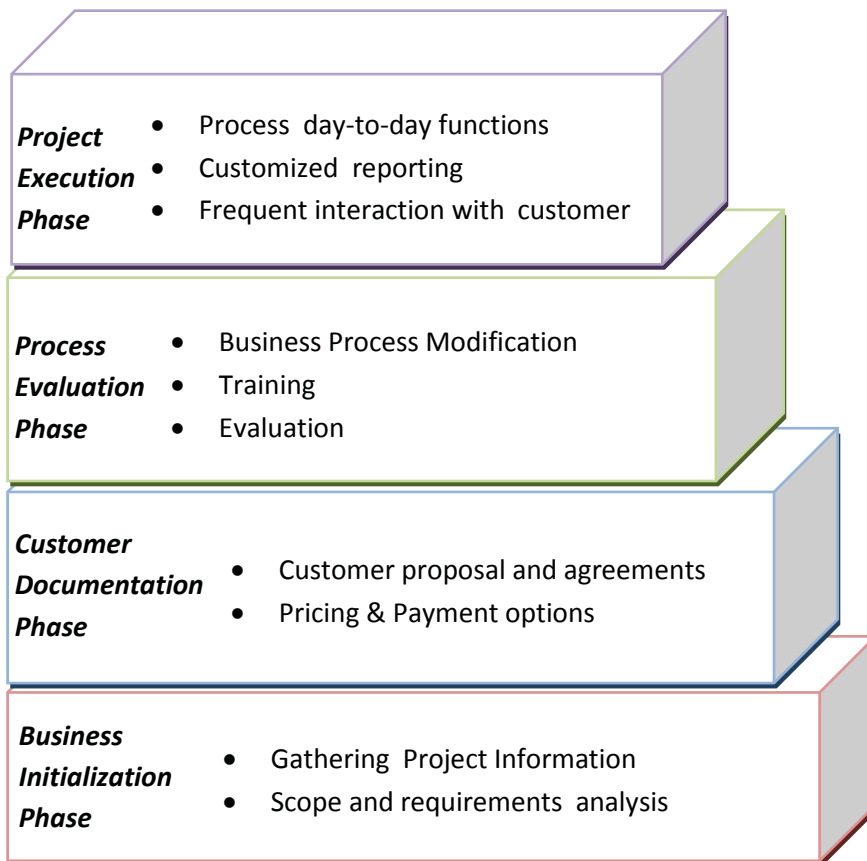 Project
Execution
Phase
• Process day-to-day functions
• Customized reporting
• Frequent interaction with customer
Process
Evaluation
Phase
• Business Process Modification
• Training
• Evaluation
Customer
Documentation
Phase
• Customer proposal and agreements
• Pricing & Payment options
Business
Initialization
Phase
• Gathering Project Information
• Scope and requirements analysis